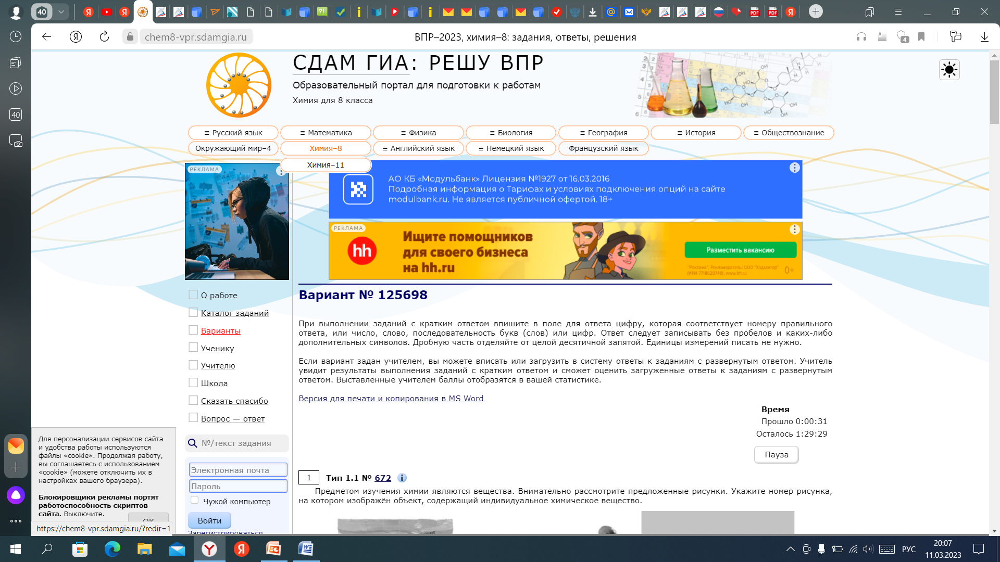 40
chem8-vpr.sdamgia.ru
ВПР–2023, химия–8: задания, ответы, решения
4
40
СДАМ ГИА: РЕШУ ВПР
Образовательный портал для подготовки к работам
Химия для 8 класса
≡ Русский язык
≡ Математика
≡ Физика
≡ Биология
≡ География
≡ История
≡ Обществознание
Окружающий мир–4
Химия–8
≡ Английский язык
≡ Немецкий язык
Французский язык
Химия–11
РЕКЛАМА
АО КБ «Модульбанк» Лицензия №1927 от 16.03.2016
Подробная информация о Тарифах и условиях подключения опций на сайте
modulbank.ru. Не является публичной офертой. 18+
РЕКЛАМА
hh
Ищите помощников
для своего бизнеса
на hh.ru
Разместить вакансию
"Реклама", Рекламодатель: ООО "Хэдхантер"
(ИНН 7718620740), www.hh.ru
0+
Вариант № 125698
О работе
Каталог заданий
Варианты
Ученику
Учителю
Школа
Сказать спасибо
Вопрос — ответ
№/текст задания
Электронная почта
Пароль
Чужой компьютер
Войти
Зарегистрироваться
При выполнении заданий с кратким ответом впишите в поле для ответа цифру, которая соответствует номеру правильного
ответа, или число, слово, последовательность букв (слов) или цифр. Ответ следует записывать без пробелов и каких-либо
дополнительных символов. Дробную часть отделяйте от целой десятичной запятой. Единицы измерений писать не нужно.
Если вариант задан учителем, вы можете вписать или загрузить в систему ответы к заданиям с развернутым ответом. Учитель
увидит результаты выполнения заданий с кратким ответом и сможет оценить загруженные ответы к заданиям с развернутым
ответом. Выставленные учителем баллы отобразятся в вашей статистике.
Версия для печати и копирования в MS Word
Время
Прошло 0:00:31
Осталось 1:29:29
Пауза
1
Тип 1.1 № 672
Предметом изучения химии являются вещества. Внимательно рассмотрите предложенные рисунки. Укажите номер рисунка,
на котором изображён объект, содержащий индивидуальное химическое вещество.
Для персонализации сервисов сайта
и удобства работы используются
файлы «cookie». Продолжая работу,
вы соглашаетесь с использованием
«cookie» (можете отключить их в
настройках вашего браузера).
Блокировщики рекламы портят
работоспособность скриптов
сайта. Выключите.
ОК
https://chem8-vpr.sdamgia.ru/?redir=1
РУС
20:07
11.03.2023